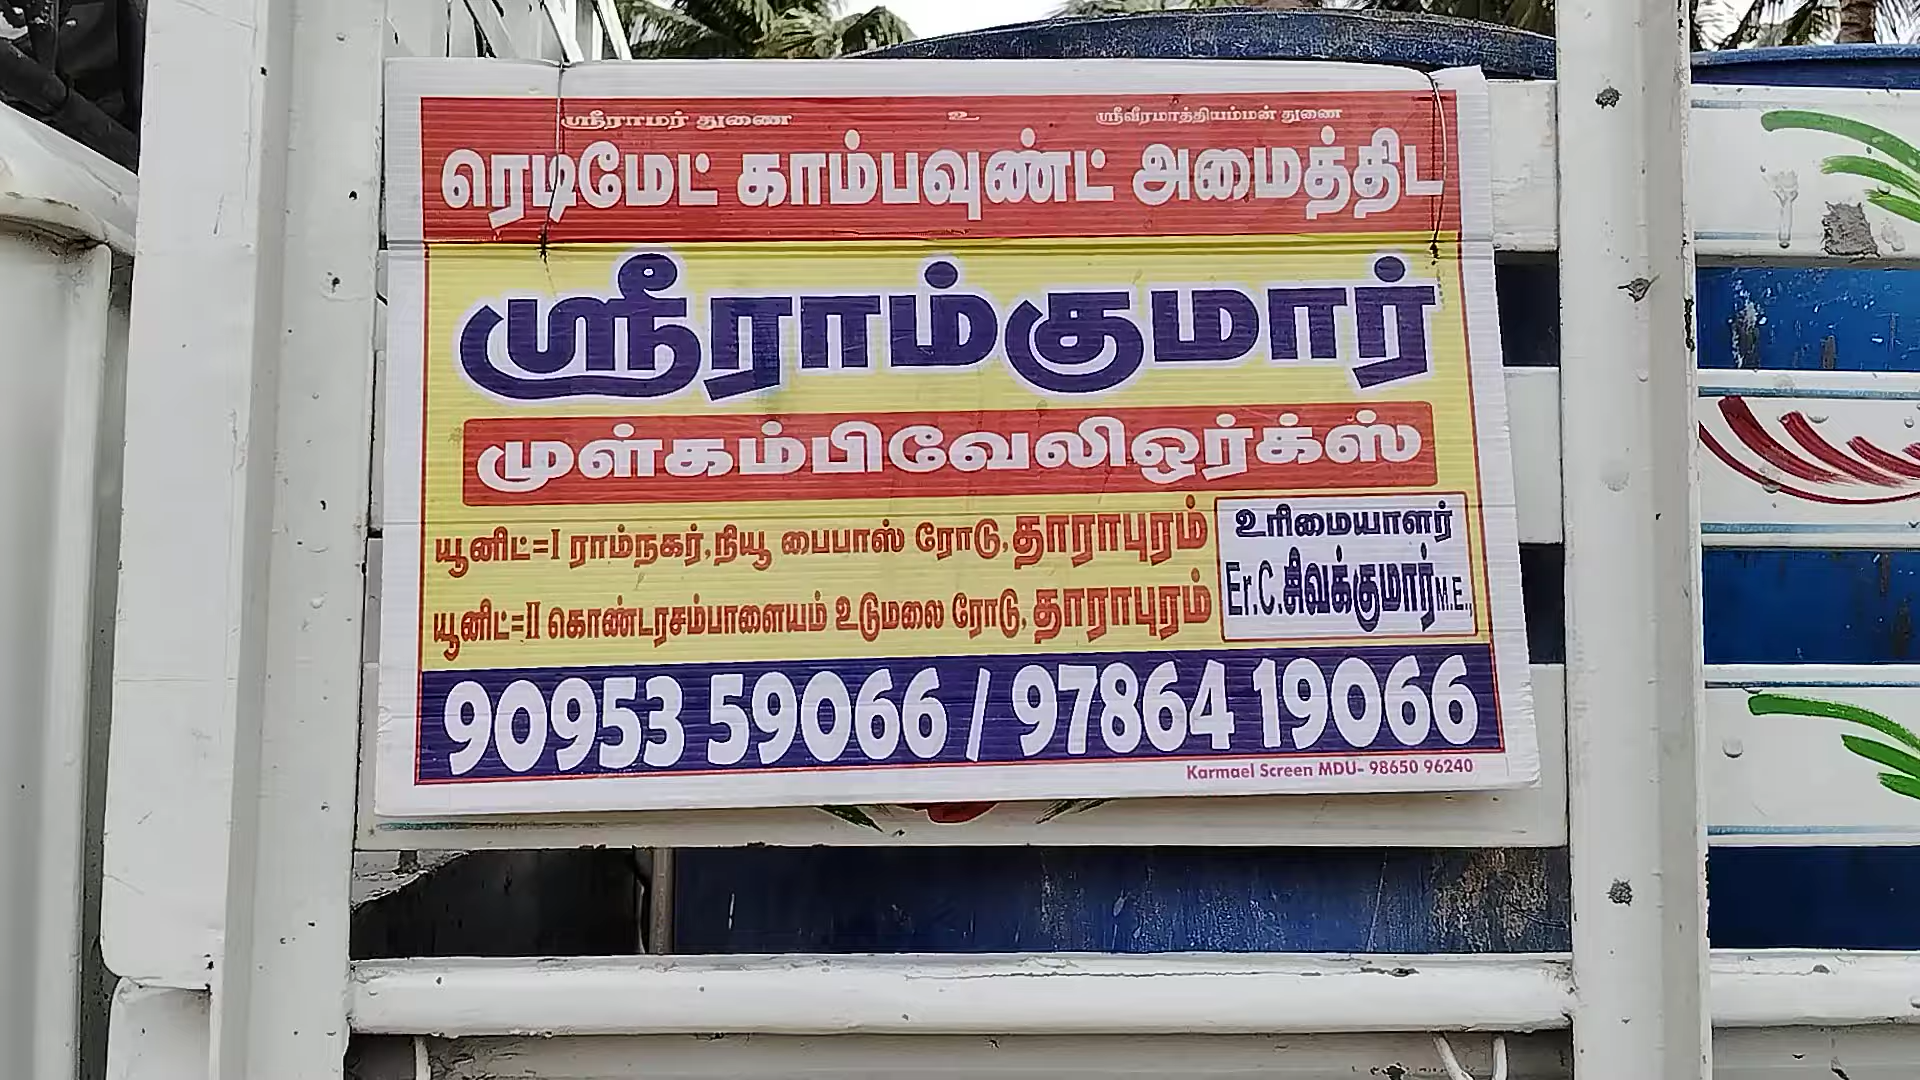 ஸ்ரீராமர் துணை உ ஸ்ரீவீரமாத்தியம்மன் துணை
ரெடிமேட் காம்பவுண்ட் அமைத்திட
ஸ்ரீராம்குமார்
முள்கம்பிவேலிஒர்க்ஸ்
யூனிட்=I ராம்நகர்,நியூ பைபாஸ் ரோடு,தாராபுரம்
யூனிட்=II கொண்டரசம்பாளையம் உடுமலை ரோடு,தாராபுரம்
உரிமையாளர்
Er.C.சிவக்குமார்M.E.,
90953 59066 / 97864 19066
Karmael Screen MDU- 98650 96240